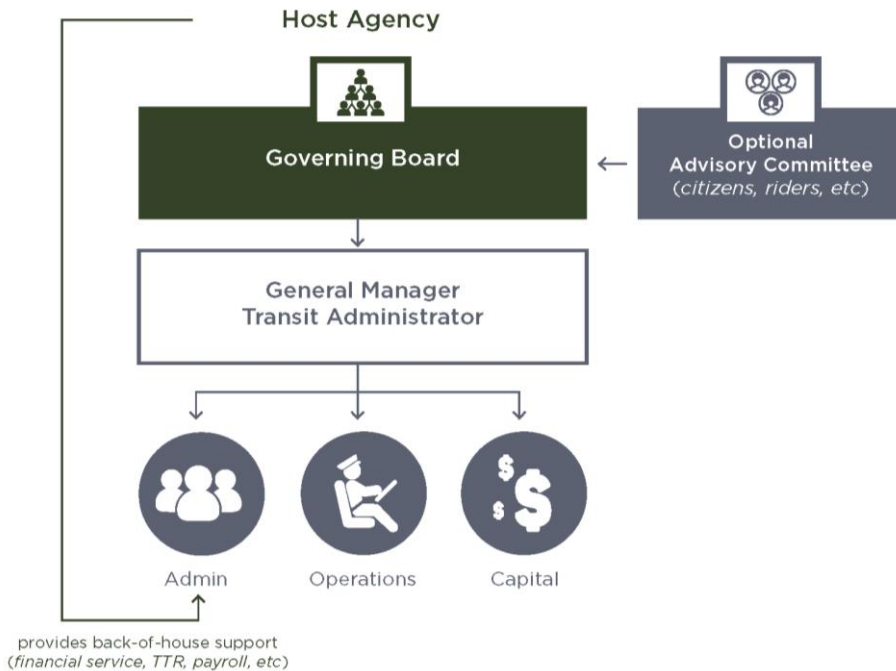 Host Agency
Governing Board
Optional
Advisory Committee
(citizens, riders, etc)
General Manager
Transit Administrator
Admin
Operations
Capital
provides back-of-house support
(financial service, TTR, payroll, etc)